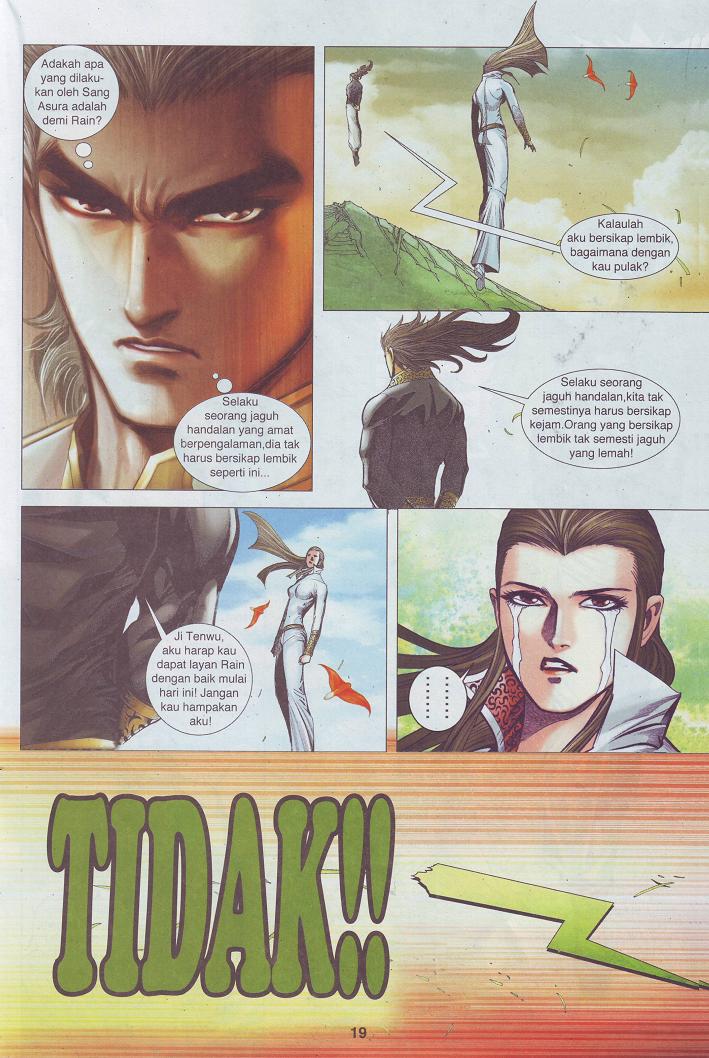 Adakah apa
yang dilaku-
kan oleh Sang
Asura adalah
demi Rain?
Selaku
seorang jaguh
handalan yang amat
berpengalaman,dia tak
harus bersikap lembik
seperti ini...
Kalaulah
aku bersikap lembik,
bagaimana dengan
kau pulak?
Selaku seorang
jaguh handalan,kita tak
semestinya harus bersikap
kejam.Orang yang bersikap
lembik tak semesti jaguh
yang lemah!
Ji Tenwu,
aku harap kau
dapat layan Rain
dengan baik mulai
hari ini! Jangan
kau hampakan
aku!
TIDAK!!
19